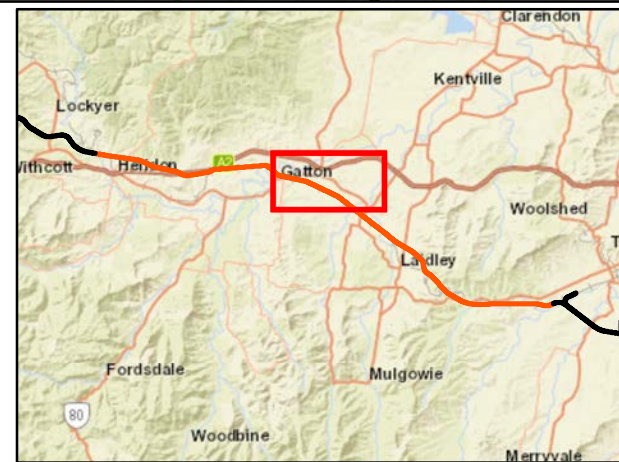 Clarendon
Kentville
Lockyer
A2
Withcott
Helidon
Gatton
Woolshed
T
Laidley
Fordsdale
Mulgowie
80
Woodbine
Merryvale